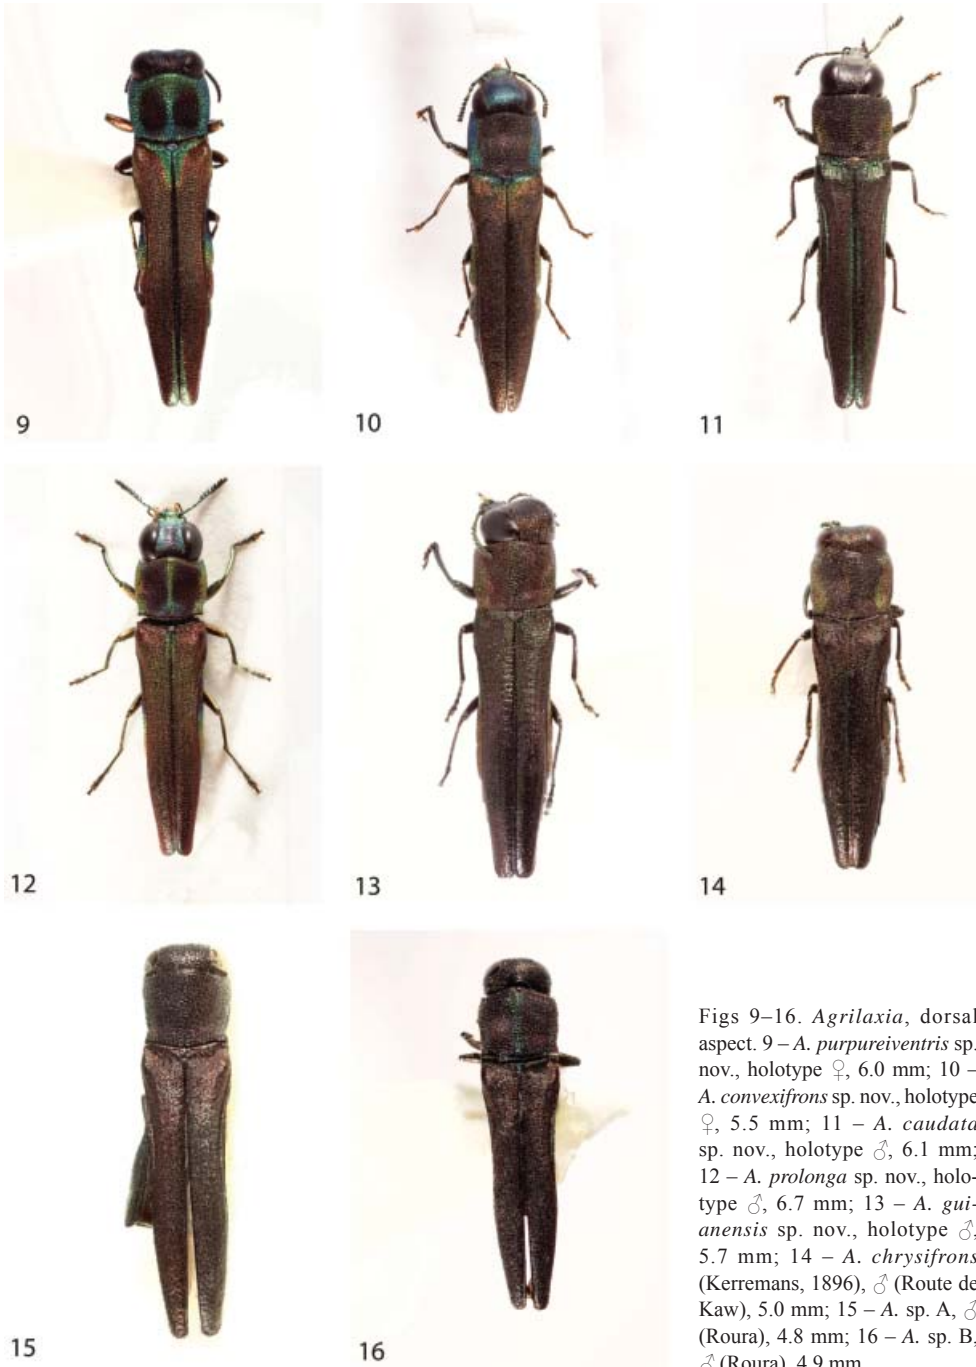 9
10
11
12
13
14
15
16
Figs 9–16. Agrilaxia, dorsal
aspect. 9 – A. purpureiventris sp.
nov., holotype ♀, 6.0 mm; 10 –
A. convexifrons sp. nov., holotype
♀, 5.5 mm; 11 – A. caudata
sp. nov., holotype ♂, 6.1 mm;
12 – A. prolonga sp. nov., holo-
type ♂, 6.7 mm; 13 – A. gui-
anensis sp. nov., holotype ♂,
5.7 mm; 14 – A. chrysifrons
(Kerremans, 1896), ♂ (Route de
Kaw), 5.0 mm; 15 – A. sp. A, ♂
(Roura), 4.8 mm; 16 – A. sp. B,
♂ (Roura), 4.9 mm